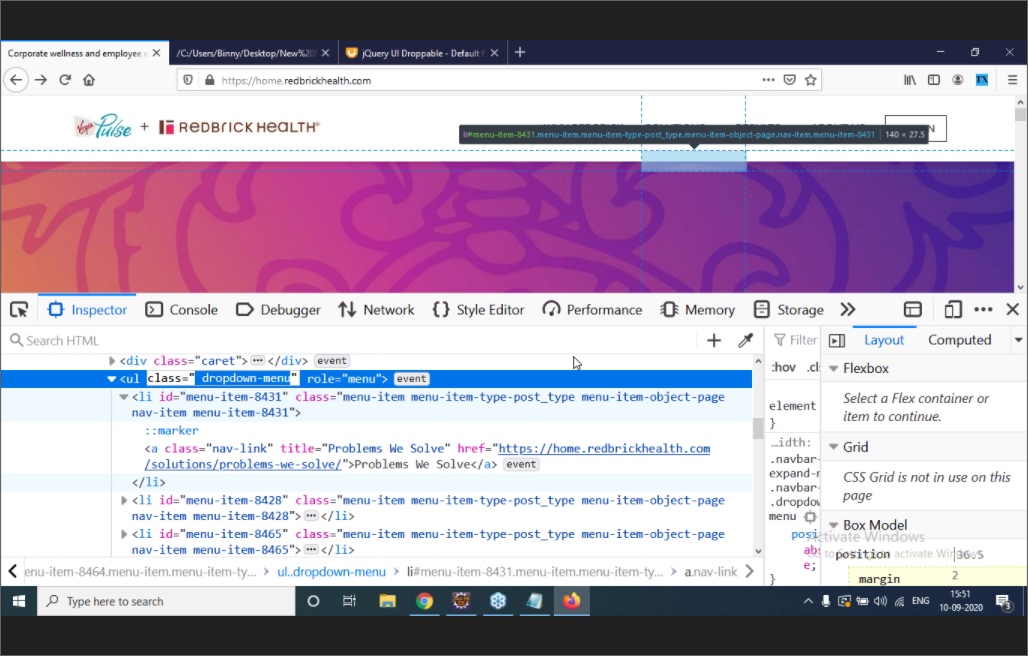 Corporate wellness and employee e
/C:/Users/Binny/Desktop/New%20
jQuery UI Droppable - Default f
https://home.redbrickhealth.com
TX
Virgin Pulse + REDBRICK HEALTH®
N
li#menu-item-8431.menu-item.menu-item-type-post_type.menu-item-object-page.nav-item.menu-item-8431 | 140 × 27.5
Inspector Console Debugger Network Style Editor Performance Memory Storage
Search HTML
Filter Layout Computed
:hov .cl
<div class="caret"> </div> event
<ul class=" dropdown-menu" role="menu"> event
<li id="menu-item-8431" class="menu-item menu-item-type-post_type menu-item-object-page
nav-item menu-item-8431">
::marker
<a class="nav-link" title="Problems We Solve" href="https://home.redbrickhealth.com
/solutions/problems-we-solve/">Problems We Solve</a> event
</li>
<li id="menu-item-8428" class="menu-item menu-item-type-post_type menu-item-object-page
nav-item menu-item-8428"> </li>
<li id="menu-item-8465" class="menu-item menu-item-type-post_type menu-item-object-page
nav-item menu-item-8465"> </li>
element
}
…idth:
.navbar-
expand-m
.navbar-
.dropdow
menu
posi
abs
e;
}
Flexbox
Select a Flex container or
item to continue.
Grid
CSS Grid is not in use on this
page
Box Model
Activate Windows
position
activate Windows.
36.5
margin
2
enu-item-8464.menu-item.menu-item-ty… > ul..dropdown-menu > li#menu-item-8431.menu-item.menu-item-ty… > a.nav-link
Type here to search
ENG
15:51
10-09-2020
3